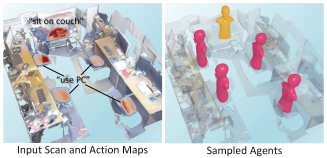 "sit on couch"
"use PC"
Input Scan and Action Maps
Sampled Agents